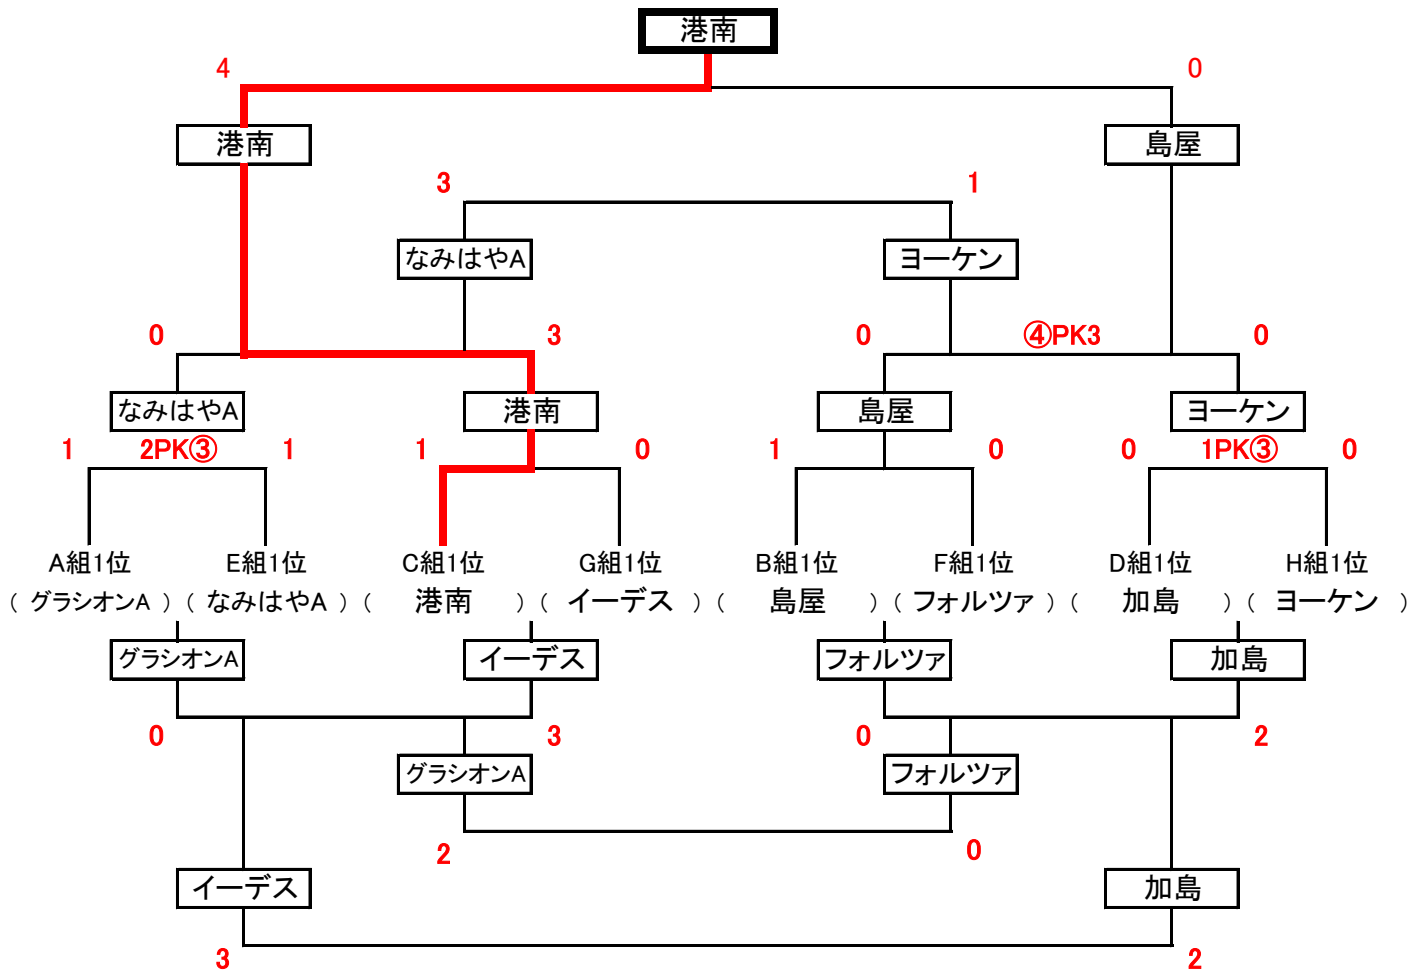 港南
4 0
港南 島屋
3 1
なみはやA ヨーケン
0 3 0 ④PK3 0
なみはやA 港南 島屋 ヨーケン
1 2PK③ 1 1 0 1 0 0 1PK③ 0
A組1位 E組1位 C組1位 G組1位 B組1位 F組1位 D組1位 H組1位
( グラシオンA ) ( なみはやA ) ( 港南 ) ( イーデス ) ( 島屋 ) ( フォルツァ ) ( 加島 ) ( ヨーケン )
グラシオンA イーデス フォルツァ 加島
0 3 0 2
グラシオンA フォルツァ
2 0
イーデス 加島
3 2